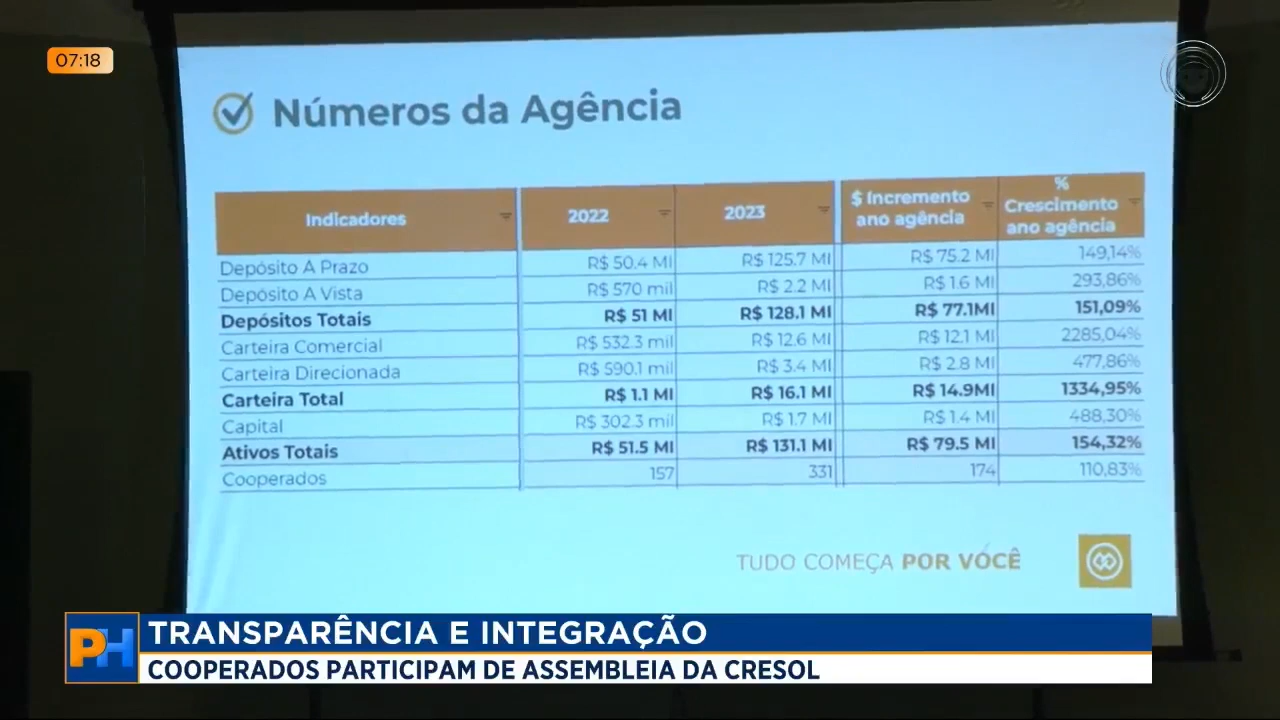 07:18
Números da Agência
Indicadores 2022 2023 $ Incremento ano agência % Crescimento ano agência
Depósito A Prazo R$ 50.4 MI R$ 125.7 MI R$ 75.2 MI 149,14%
Depósito A Vista R$ 570 mil R$ 2.2 MI R$ 1.6 MI 293,86%
Depósitos Totais R$ 51 MI R$ 128.1 MI R$ 77.1MI 151,09%
Carteira Comercial R$ 532.3 mil R$ 12.6 MI R$ 12.1 MI 2285,04%
Carteira Direcionada R$ 590.1 mil R$ 3.4 MI R$ 2.8 MI 477,86%
Carteira Total R$ 1.1 MI R$ 16.1 MI R$ 14.9MI 1334,95%
Capital R$ 302.3 mil R$ 1.7 MI R$ 1.4 MI 488,30%
Ativos Totais R$ 51.5 MI R$ 131.1 MI R$ 79.5 MI 154,32%
Cooperados 157 331 174 110,83%
TUDO COMEÇA POR VOCÊ
PH
TRANSPARÊNCIA E INTEGRAÇÃO
COOPERADOS PARTICIPAM DE ASSEMBLEIA DA CRESOL